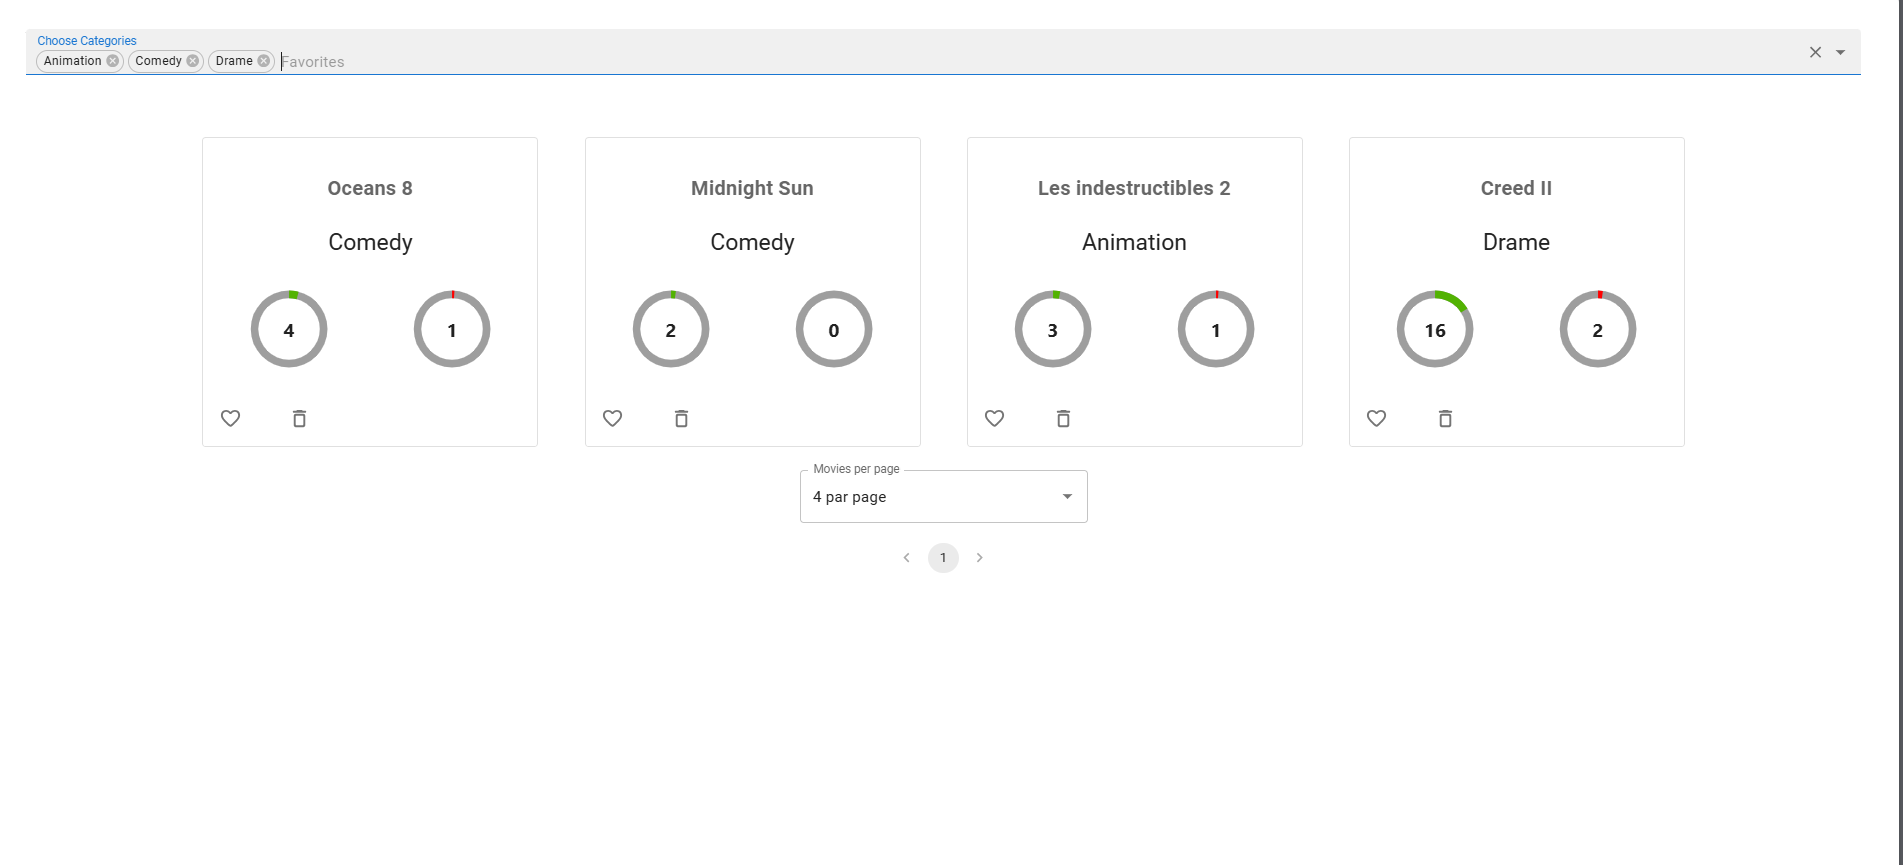 Choose Categories
Animation Comedy Drame Favorites
Oceans 8
Comedy
4 1
Midnight Sun
Comedy
2 0
Les indestructibles 2
Animation
3 1
Creed II
Drame
16 2
Movies per page
4 par page
1